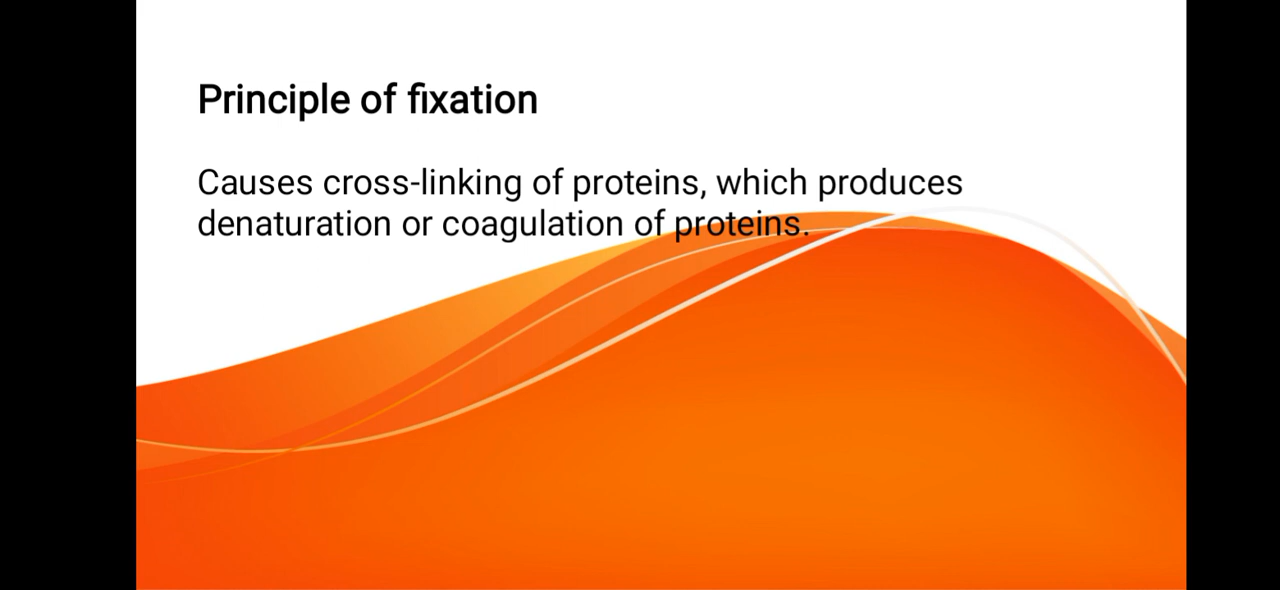 Principle of fixation
Causes cross-linking of proteins, which produces
denaturation or coagulation of proteins.